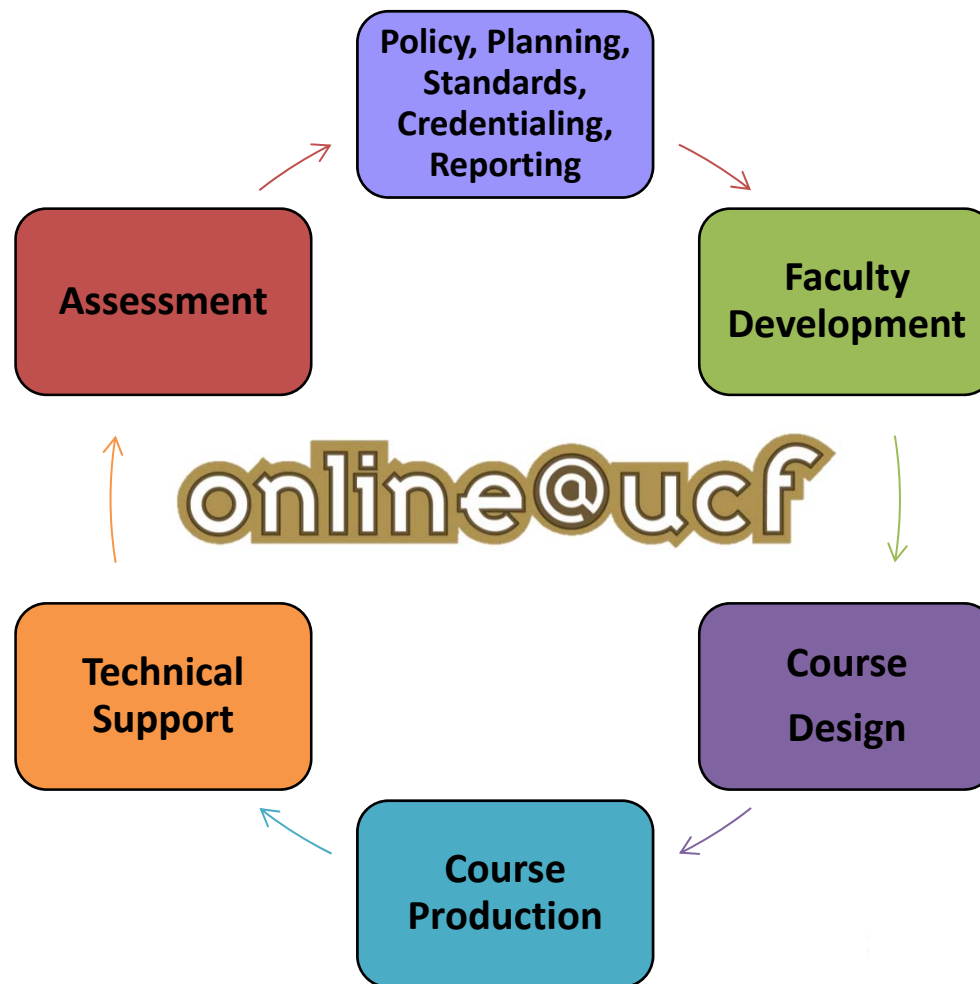 Policy, Planning,
Standards,
Credentialing,
Reporting
Assessment
Faculty
Development
online@ucf
Technical
Support
Course
Design
Course
Production